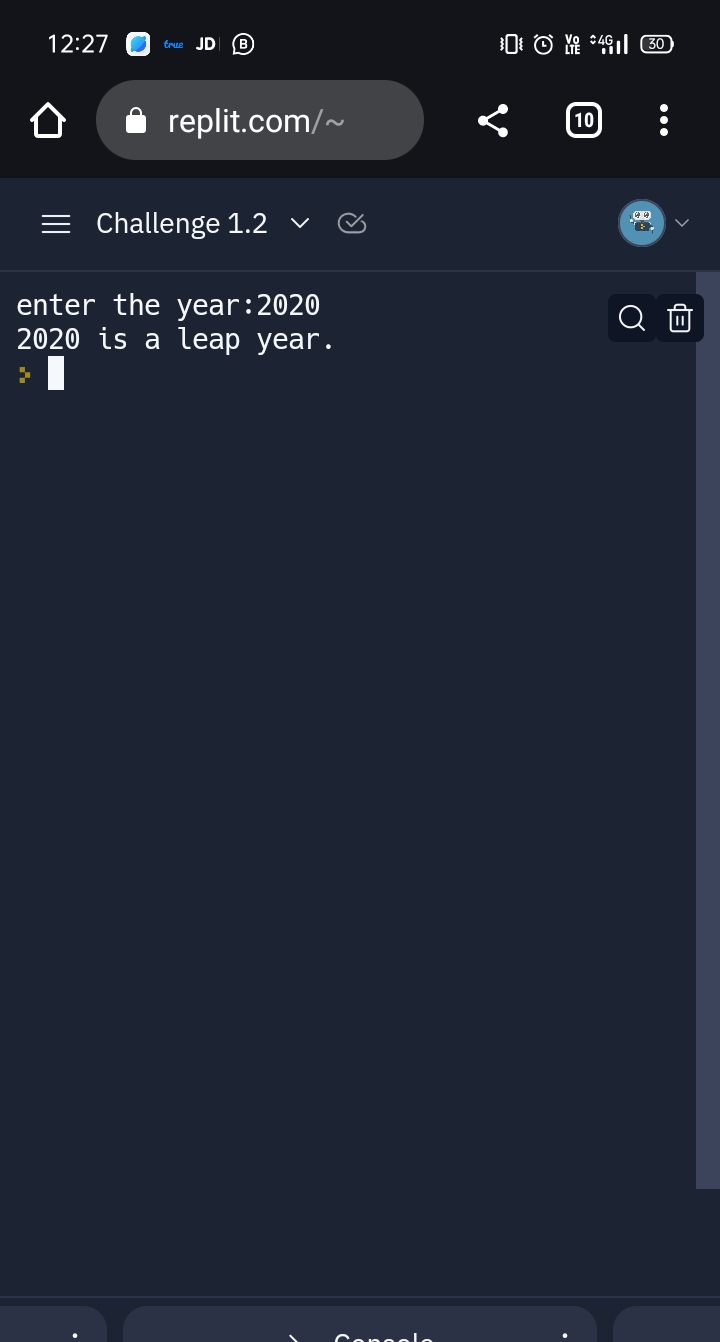 12:27 true JD B Vo LTE 4G 30
replit.com/~ 10
Challenge 1.2
enter the year:2020
2020 is a leap year.
Console